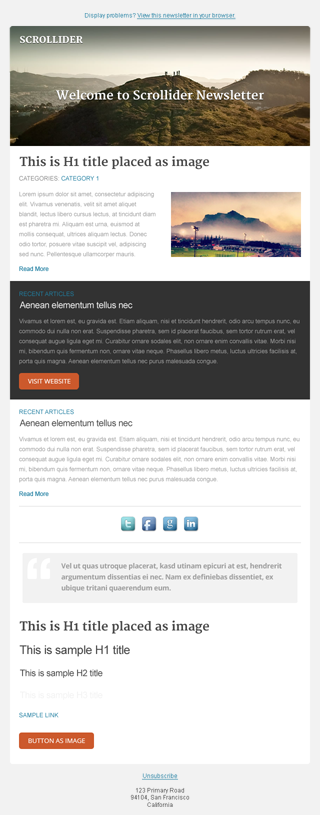 Display problems? View this newsletter in your browser.
SCROLLIDER
Welcome to Scrollider Newsletter
This is H1 title placed as image
CATEGORIES: CATEGORY 1
Lorem ipsum dolor sit amet, consectetur adipiscing
elit. Vivamus venenatis, velit sit amet aliquet
blandit, lectus libero cursus lectus, at tincidunt diam
est pharetra mi. Aliquam est urna, euismod at
mollis consequat, ultrices aliquam lectus. Donec
odio tortor, posuere vitae suscipit vel, adipiscing
sed nunc. Pellentesque ullamcorper mauris.
Read More
RECENT ARTICLES
Aenean elementum tellus nec
Vivamus et lorem est, eu gravida est. Etiam aliquam, nisi et tincidunt hendrerit, odio arcu tempus nunc, eu
commodo dui nulla non erat. Suspendisse pharetra, sem id placerat faucibus, sem tortor rutrum erat, vel
consequat augue ligula eget mi. Curabitur ornare sodales elit, non ornare enim convallis vitae. Morbi nisi
mi, bibendum quis fermentum non, ornare vitae neque. Phasellus libero metus, luctus ultricies facilisis at,
porta quis magna. Aenean elementum tellus nec purus malesuada congue.
VISIT WEBSITE
RECENT ARTICLES
Aenean elementum tellus nec
Vivamus et lorem est, eu gravida est. Etiam aliquam, nisi et tincidunt hendrerit, odio arcu tempus nunc, eu
commodo dui nulla non erat. Suspendisse pharetra, sem id placerat faucibus, sem tortor rutrum erat, vel
consequat augue ligula eget mi. Curabitur ornare sodales elit, non ornare enim convallis vitae. Morbi nisi
mi, bibendum quis fermentum non, ornare vitae neque. Phasellus libero metus, luctus ultricies facilisis at,
porta quis magna. Aenean elementum tellus nec purus malesuada congue.
Read More
t f g in
Vel ut quas utroque placerat, kasd utinam epicuri at est, hendrerit
argumentum dissentias ei nec. Nam ex definiebas dissentiet, ex
ubique tritani quaerendum eum.
This is H1 title placed as image
This is sample H1 title
This is sample H2 title
This is sample H3 title
SAMPLE LINK
BUTTON AS IMAGE
Unsubscribe
123 Primary Road
94104, San Francisco
California